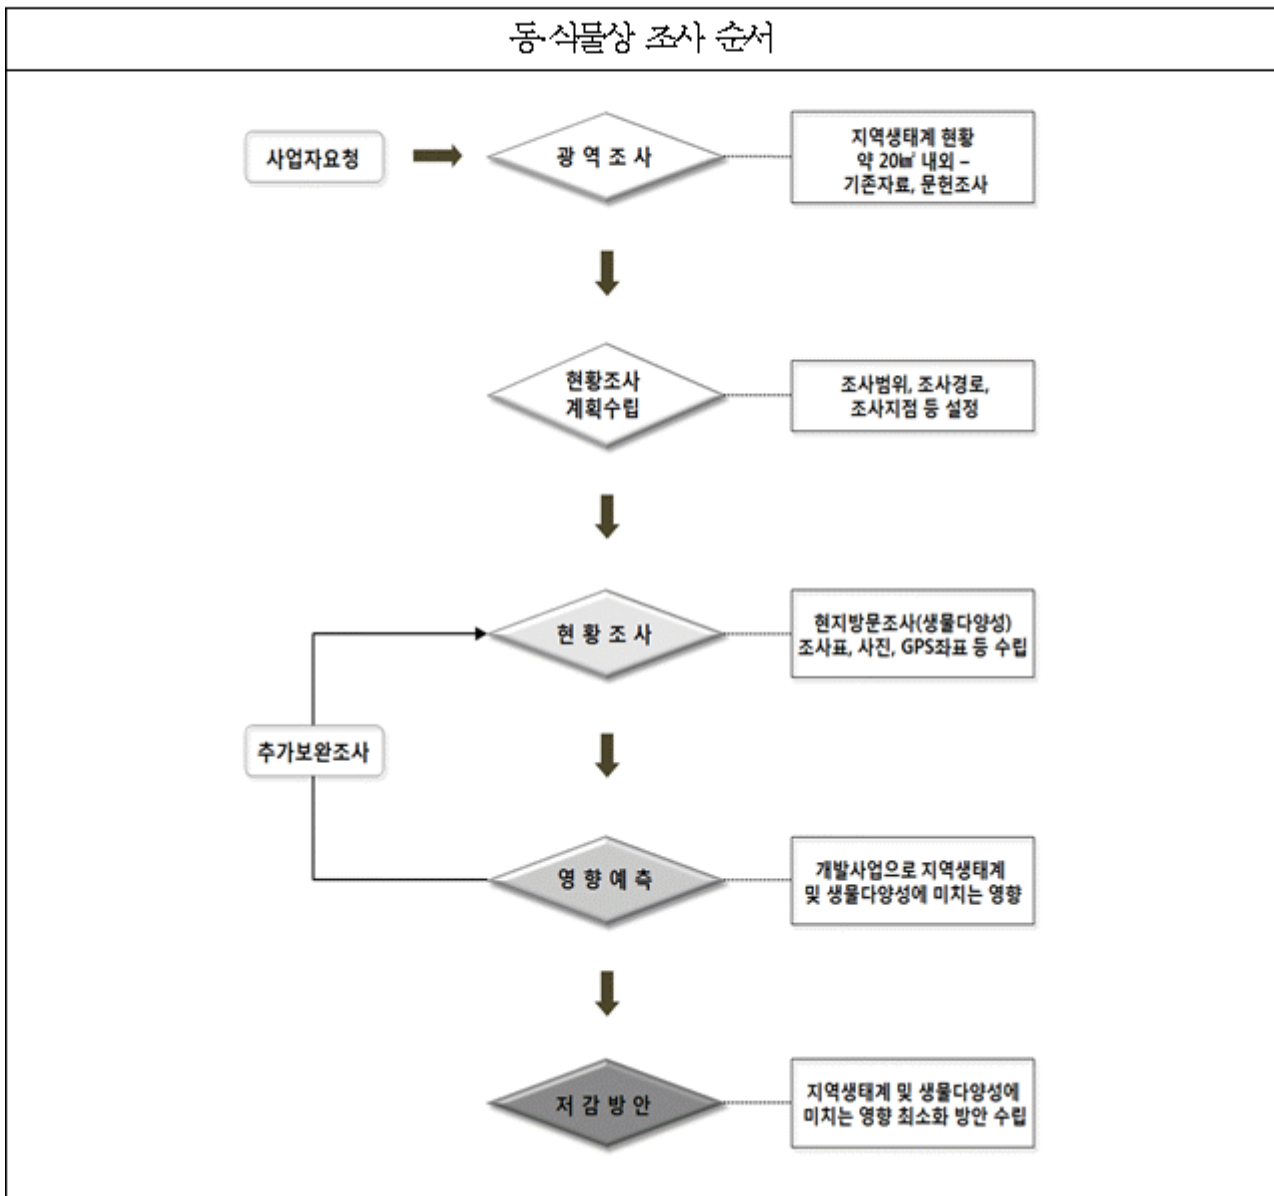 동·식물상 조사 순서
사업자요청
광 역 조 사
지역생태계 현황
약 20㎢ 내외 –
기존자료, 문헌조사
현황조사
계획수립
조사범위, 조사경로,
조사지점 등 설정
현 황 조 사
현지방문조사(생물다양성)
조사표, 사진, GPS좌표 등 수립
추가보완조사
영 향 예 측
개발사업으로 지역생태계
및 생물다양성에 미치는 영향
저 감 방 안
지역생태계 및 생물다양성에
미치는 영향 최소화 방안 수립